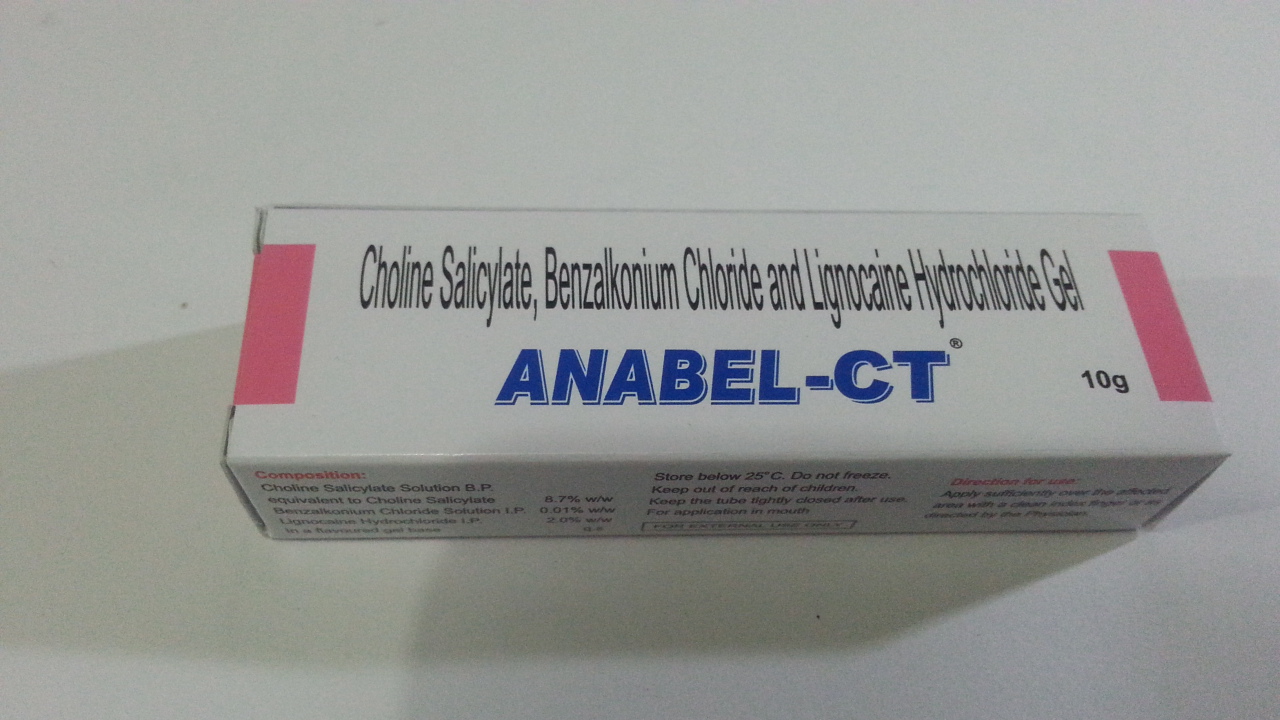 Choline Salicylate, Benzalkonium Chloride and Lignocaine Hydrochloride Gel
ANABEL-CT®
10g
Composition:
Choline Salicylate Solution B.P.
equivalent to Choline Salicylate 8.7% w/w
Benzalkonium Chloride Solution I.P. 0.01% w/w
Lignocaine Hydrochloride I.P. 2.0% w/w
in a flavoured gel base q.s
Store below 25°C. Do not freeze.
Keep out of reach of children.
Keep the tube tightly closed after use.
For application in mouth
FOR EXTERNAL USE ONLY
Direction for use:
Apply sufficiently over the affected
area with a clean index finger or as
directed by the Physician.